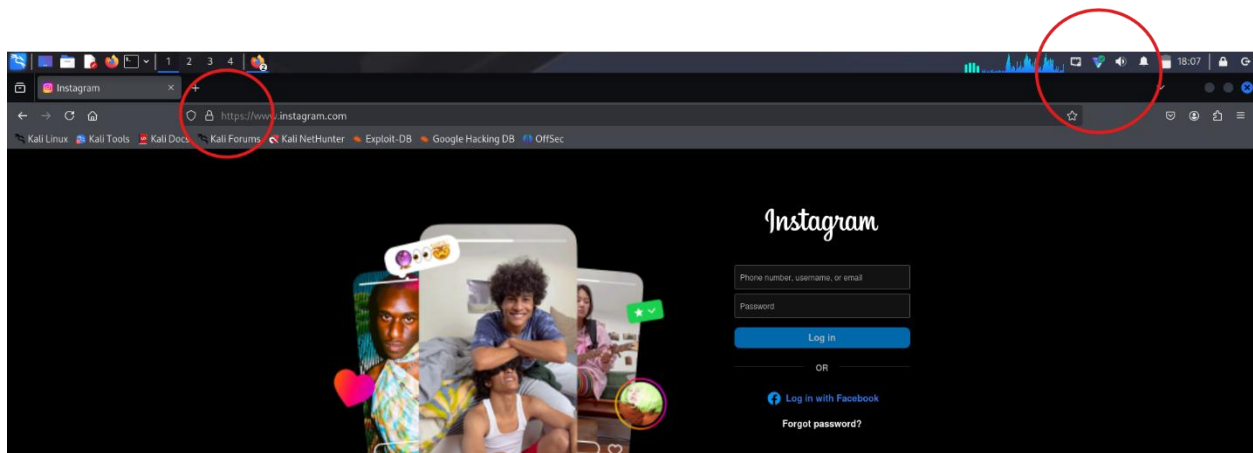 1 2 3 4
2
18:07
Instagram
https://www.instagram.com
Kali Linux Kali Tools Kali Docs Kali Forums Kali NetHunter Exploit-DB Google Hacking DB OffSec
Instagram
Phone number, username, or email
Password
Log in
OR
Log in with Facebook
Forgot password?